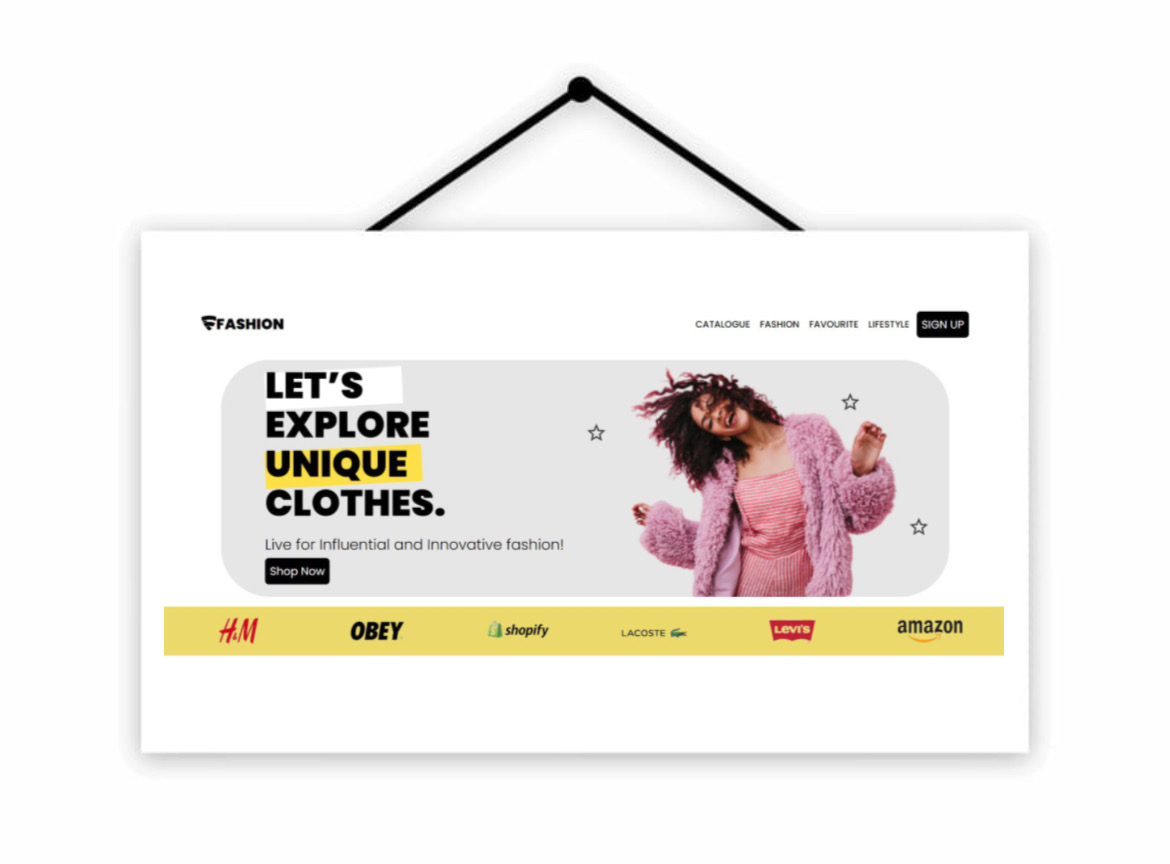 FASHION
CATALOGUE FASHION FAVOURITE LIFESTYLE SIGN UP
LET’S
EXPLORE
UNIQUE
CLOTHES.
Live for Influential and Innovative fashion!
Shop Now
H&M OBEY shopify LACOSTE Levi's amazon